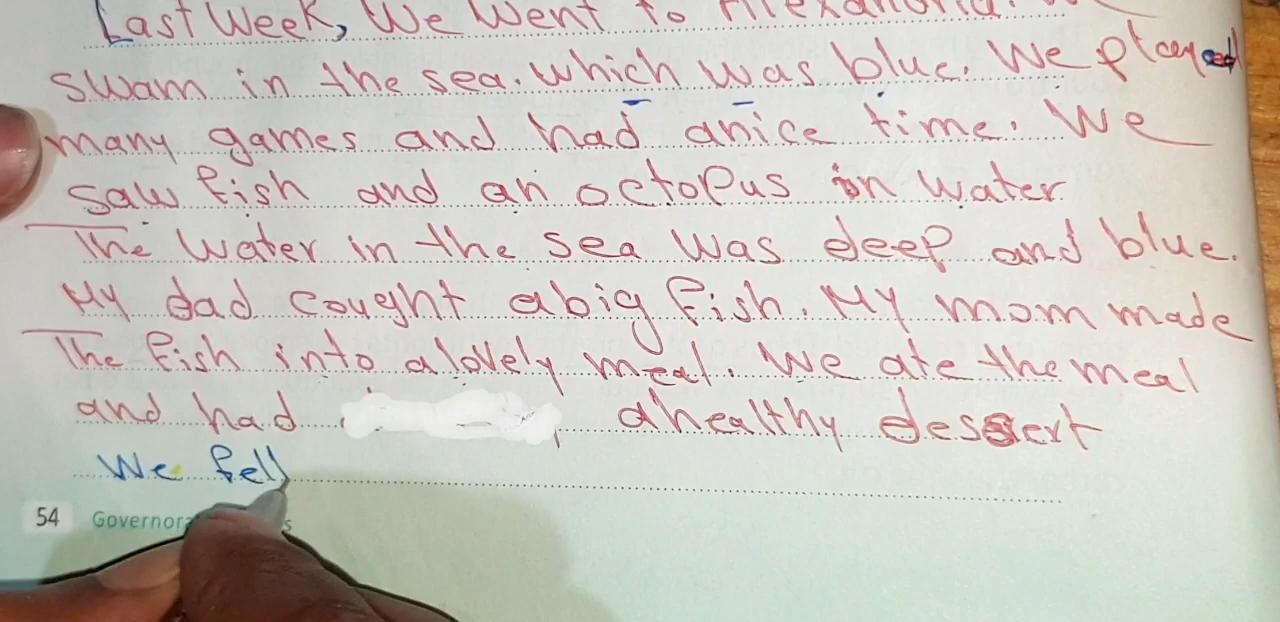 Last week, We went to Alexandria. We
swam in the sea. which was blue. We played
many games and had anice time. We
saw fish and an octopus in water
The water in the sea was deep and blue.
My dad cought abig fish. My mom made
The fish into alovely meal. We ate the meal
and had ahealthy dessert
We fell
54 Governor